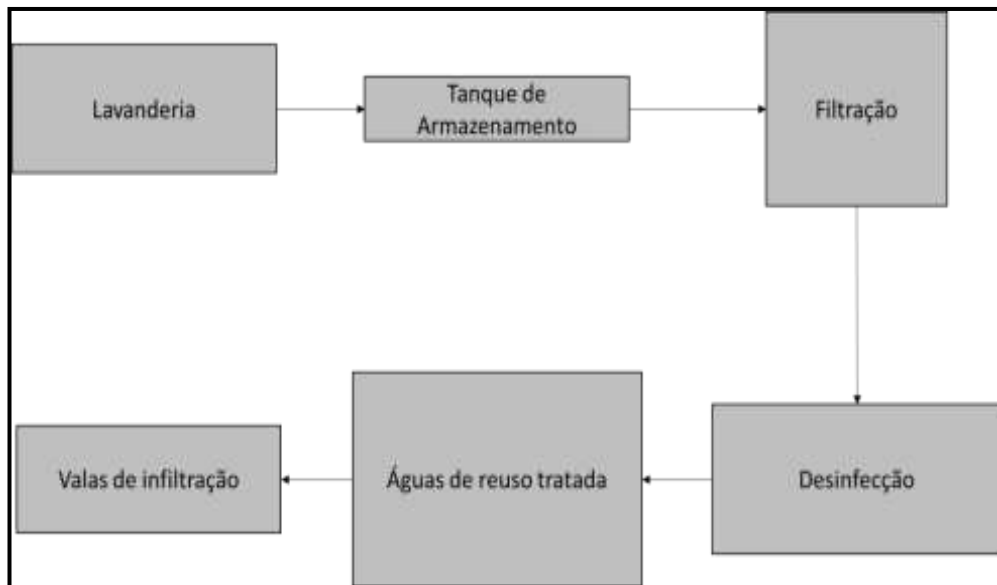 Lavanderia
Tanque de
Armazenamento
Filtração
Desinfecção
Águas de reuso tratada
Valas de infiltração